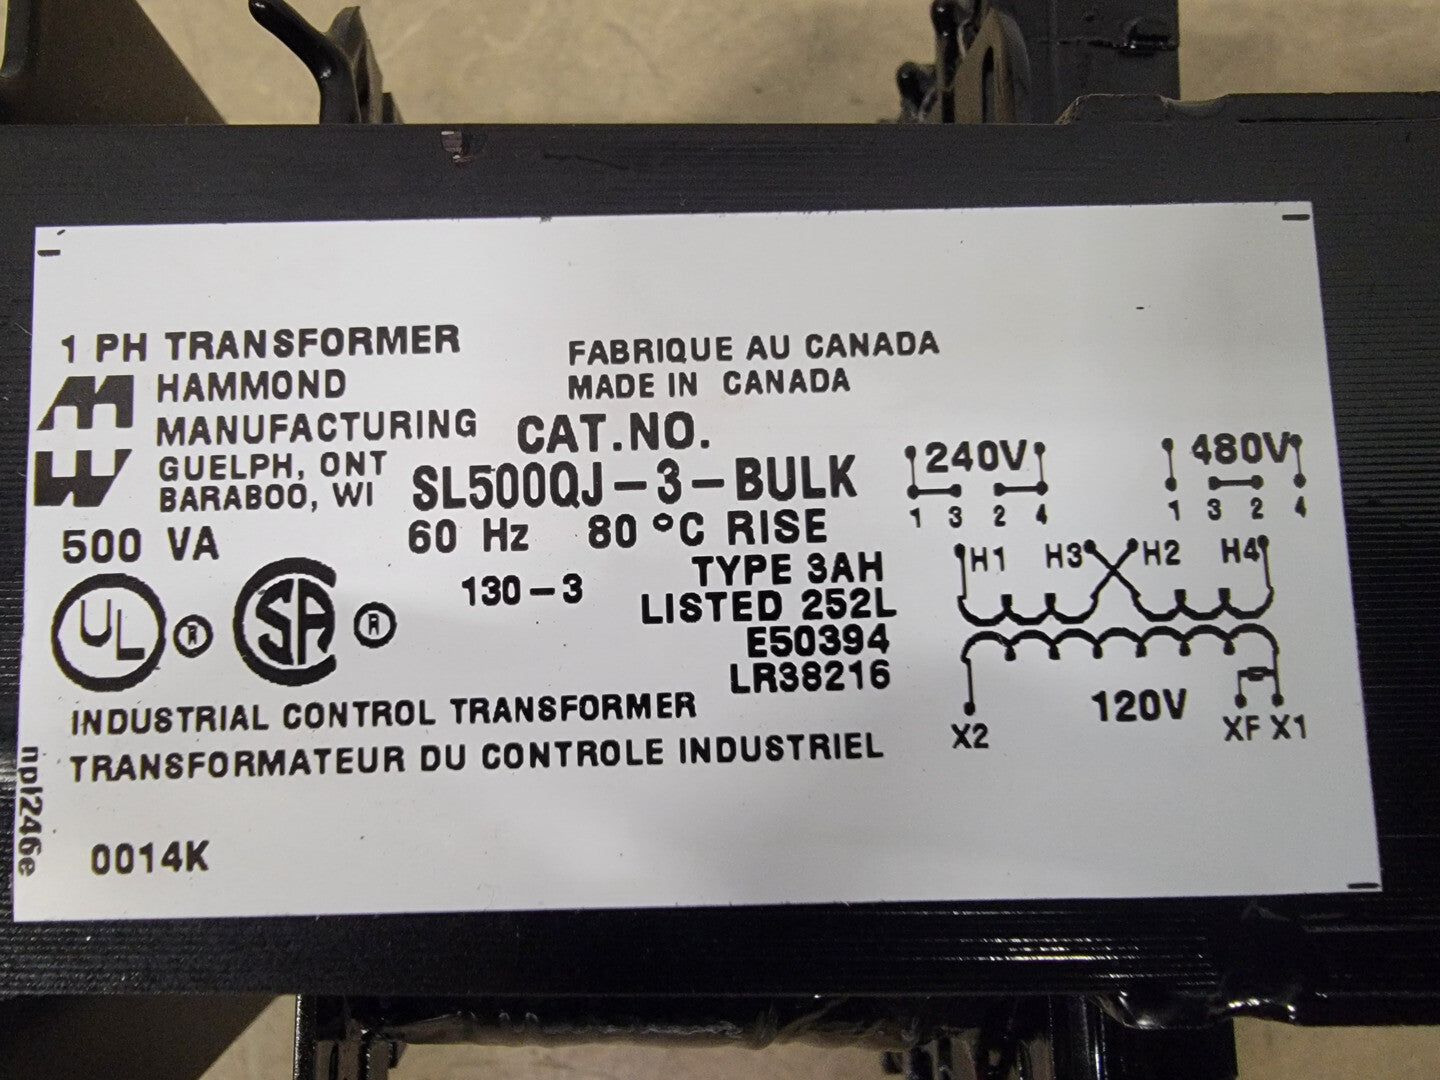 1 PH TRANSFORMER
HAMMOND
MANUFACTURING
GUELPH, ONT
BARABOO, WI
FABRIQUE AU CANADA
MADE IN CANADA
CAT.NO.
SL500QJ-3-BULK
500 VA
60 Hz 80 °C RISE
130-3
TYPE 3AH
LISTED 252L
E50394
LR38216
UL ® SA ®
INDUSTRIAL CONTROL TRANSFORMER
TRANSFORMATEUR DU CONTROLE INDUSTRIEL
npl246e
0014K
240V
1 3 2 4
480V
1 3 2 4
H1 H3 H2 H4
120V
X2 XF X1